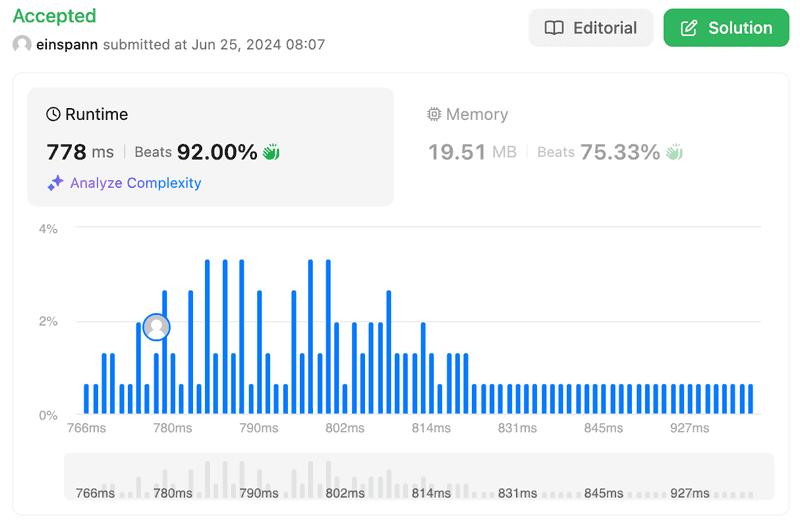 Accepted
einspann submitted at Jun 25, 2024 08:07
Editorial
Solution
Runtime
778 ms Beats 92.00%
Analyze Complexity
Memory
19.51 MB Beats 75.33%
4%
2%
0%
766ms 780ms 790ms 802ms 814ms 831ms 845ms 927ms
766ms 780ms 790ms 802ms 814ms 831ms 845ms 927ms